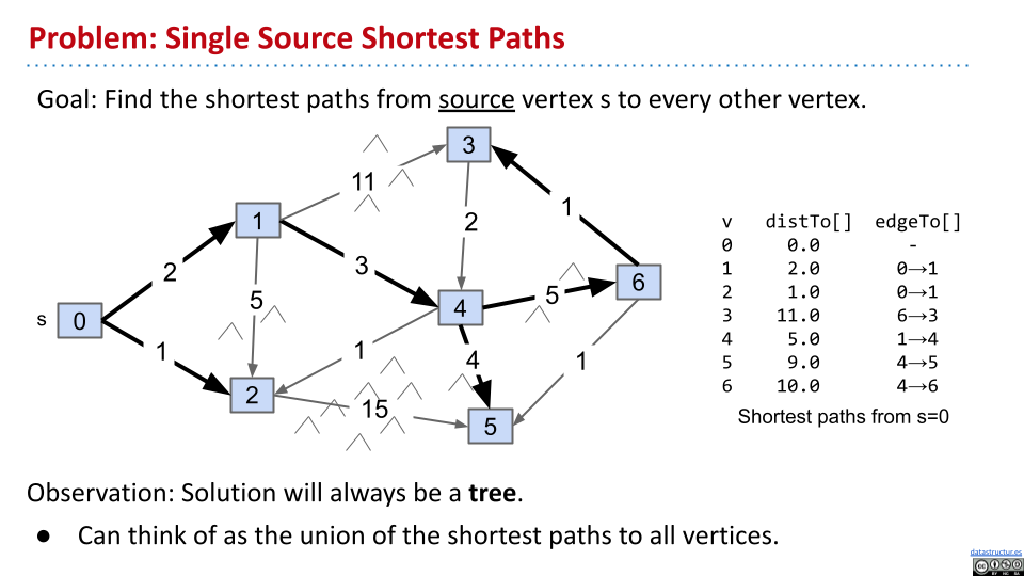 Problem: Single Source Shortest Paths
Goal: Find the shortest paths from source vertex s to every other vertex.
3
11
1
1
2
2
3
5
6
5
4
s
0
1
1
4
1
2
15
5
v distTo[] edgeTo[]
0 0.0 -
1 2.0 0→1
2 1.0 0→1
3 11.0 6→3
4 5.0 1→4
5 9.0 4→5
6 10.0 4→6
Shortest paths from s=0
Observation: Solution will always be a tree.
● Can think of as the union of the shortest paths to all vertices.
datastructur.es